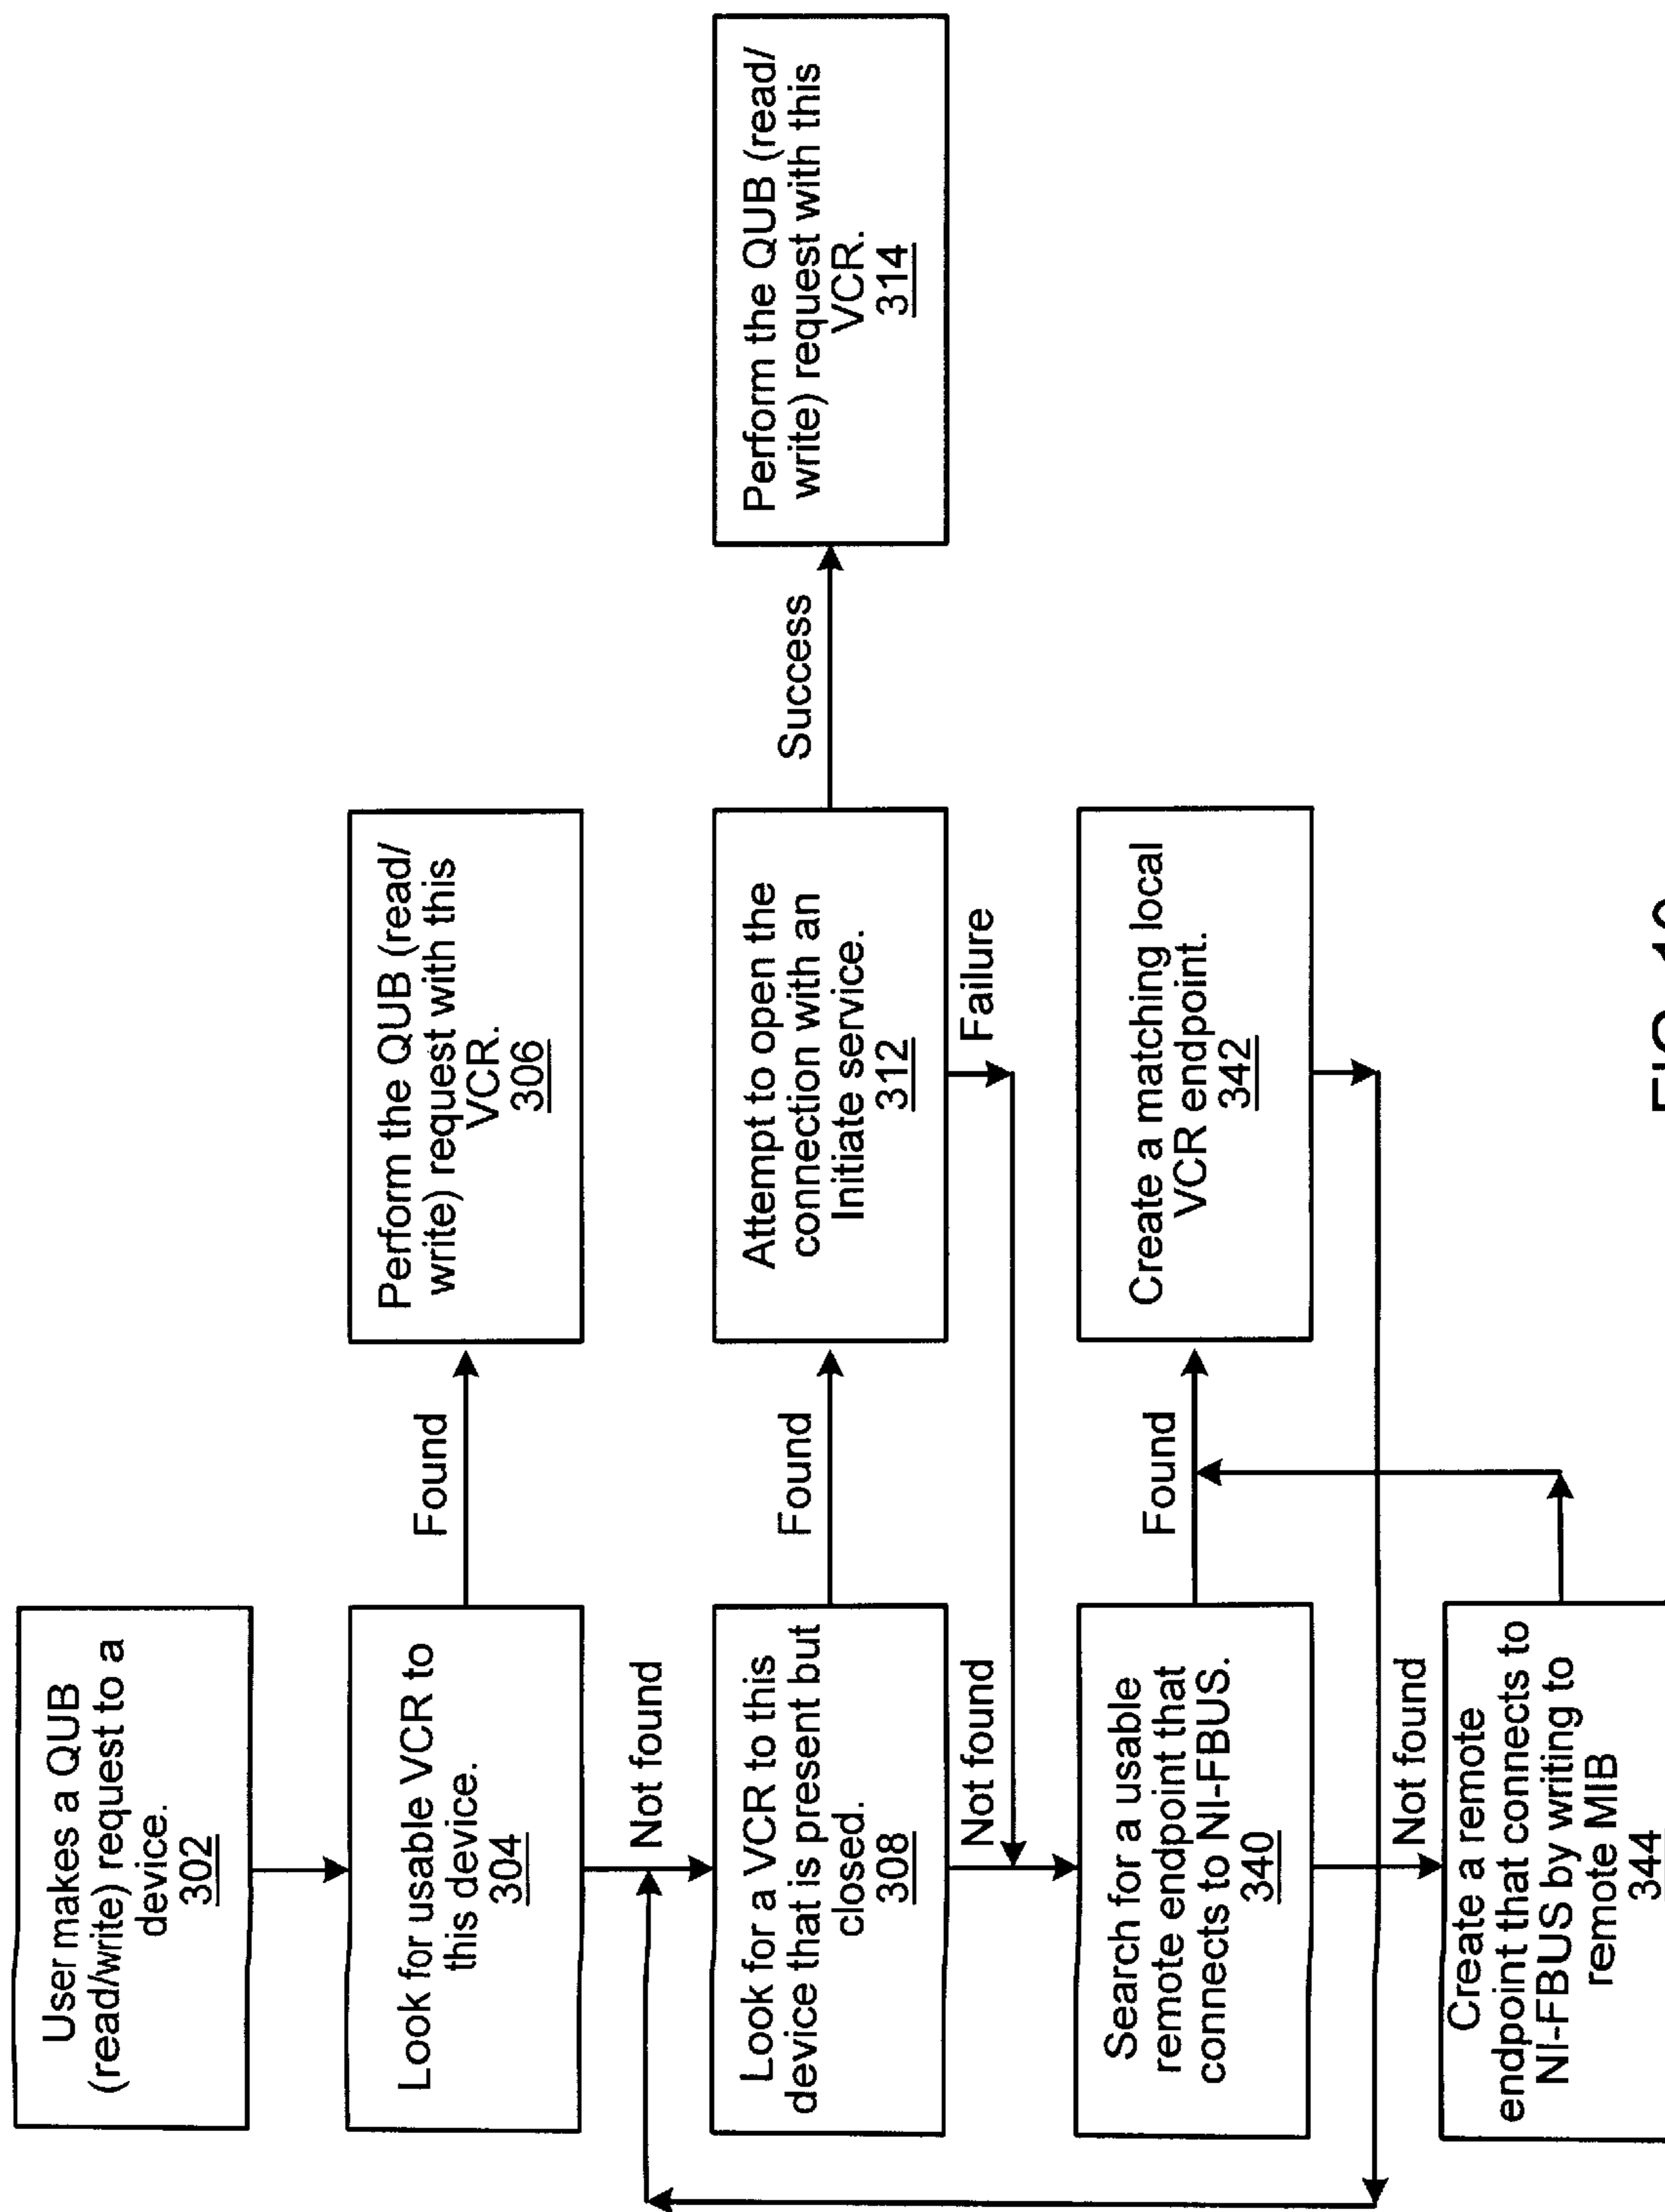 User makes a QUB
(read/write) request to a
device.
302
Look for usable VCR to
this device.
304
Found
Perform the QUB (read/
write) request with this
VCR.
306
Not found
Look for a VCR to this
device that is present but
closed.
308
Found
Attempt to open the
connection with an
Initiate service.
312
Success
Perform the QUB (read/
write) request with this
VCR.
314
Failure
Not found
Search for a usable
remote endpoint that
connects to NI-FBUS.
340
Found
Create a matching local
VCR endpoint.
342
Not found
Create a remote
endpoint that connects to
NI-FBUS by writing to
remote MIB
344